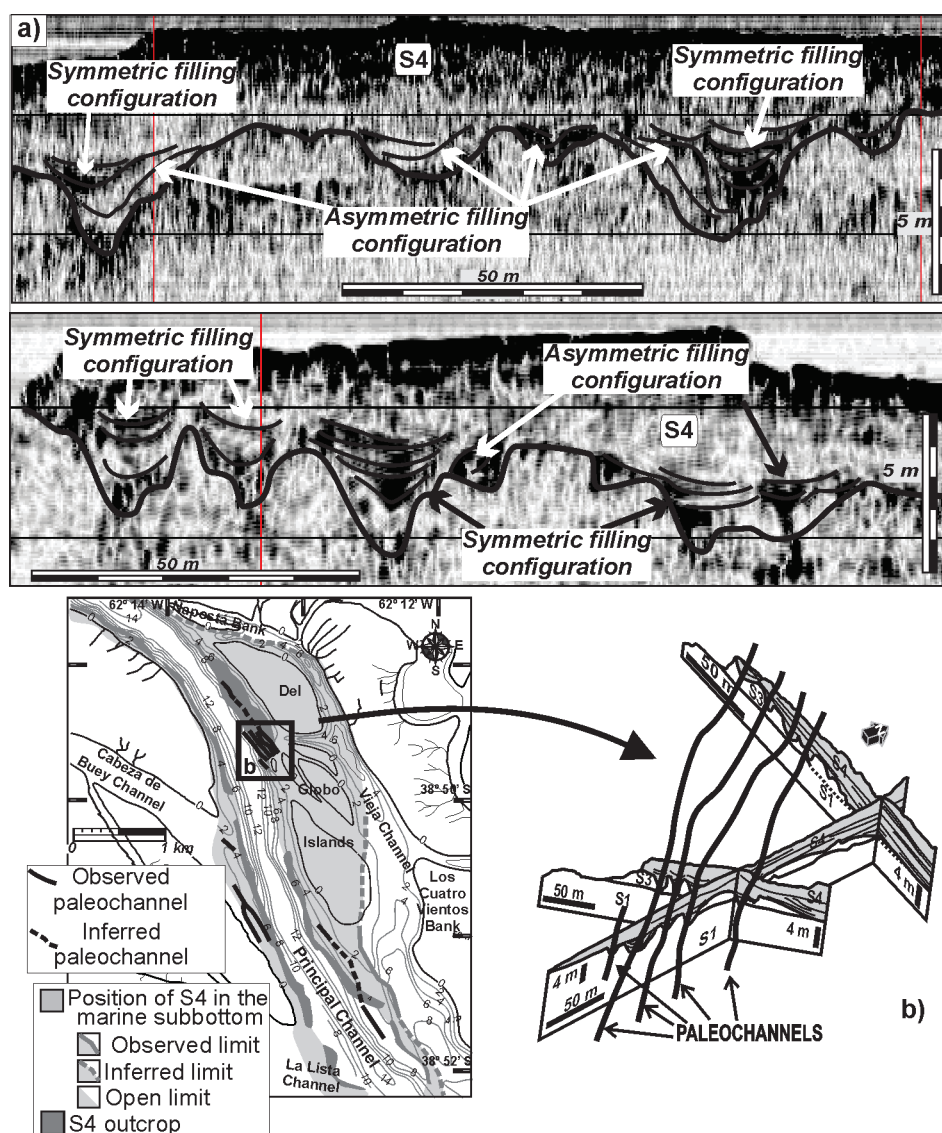 a)
S4
Symmetric filling
configuration
Symmetric filling
configuration
Asymmetric filling
configuration
5 m
50 m
Symmetric filling
configuration
Asymmetric filling
configuration
S4
5 m
Symmetric filling
configuration
50 m
62° 14' W
62° 12' W
Naposta Bank
N
W E
S
Del
b
Globo
Islands
Cabeza de
Buey Channel
Vieja Channel
38° 50' S
0 1 km
Los
Cuatro
Vientos
Bank
Principal Channel
La Lista
Channel
38° 52' S
Observed
paleochannel
Inferred
paleochannel
Position of S4 in the
marine subbottom
Observed limit
Inferred limit
Open limit
S4 outcrop
50 m
S3
S4
S1
S4
4 m
50 m
S1
S3
S4
4 m
S1
4 m
50 m
PALEOCHANNELS
b)